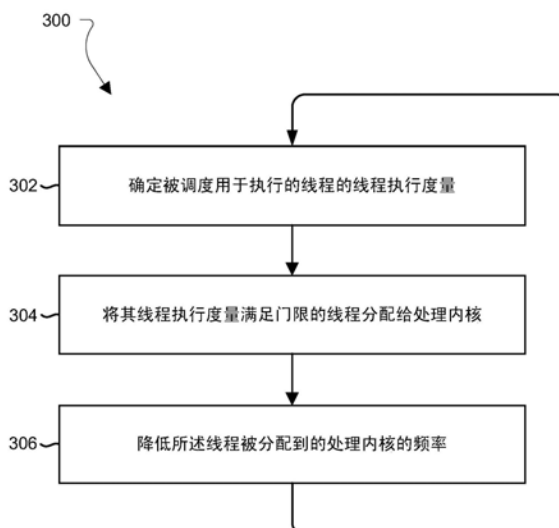 300
302
确定被调度用于执行的线程的线程执行度量
304
将其线程执行度量满足门限的线程分配给处理内核
306
降低所述线程被分配到的处理内核的频率